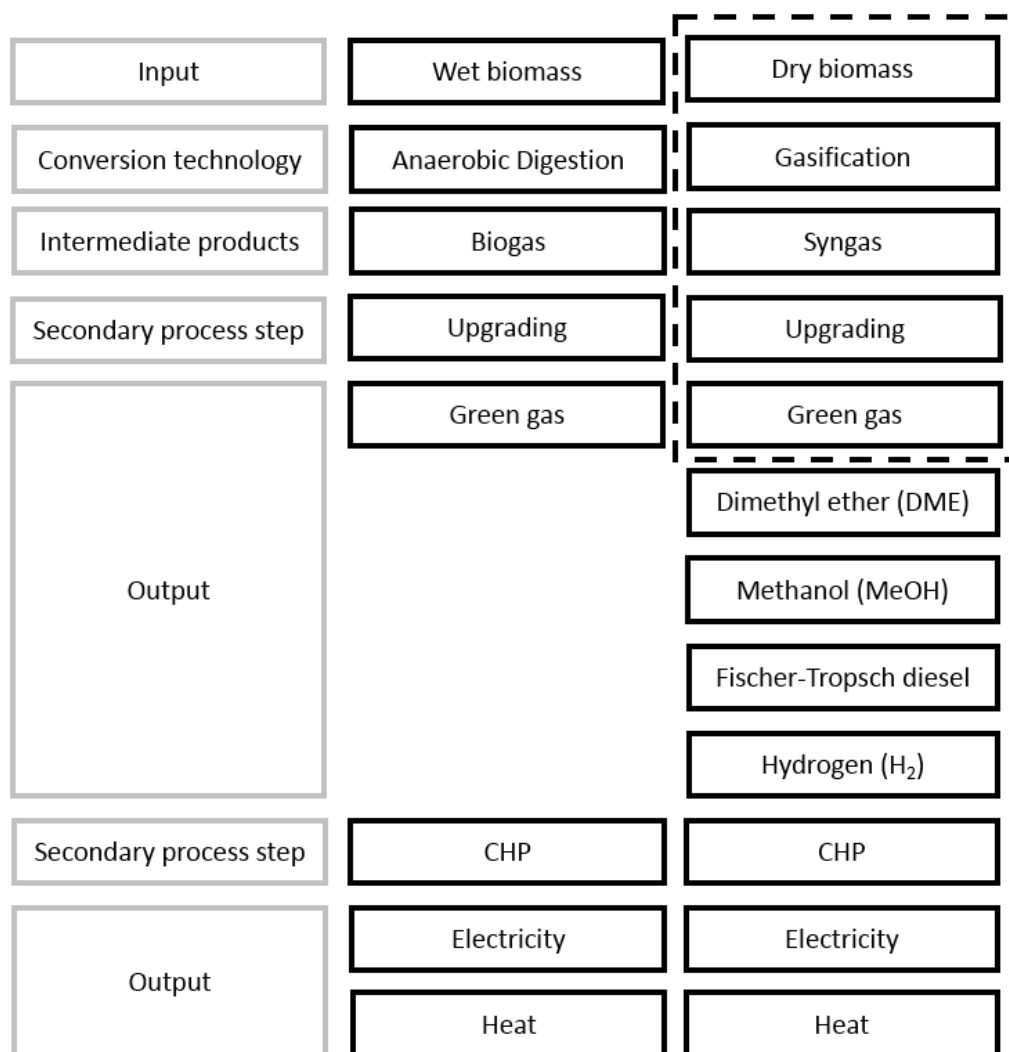 Input
Wet biomass
Dry biomass
Conversion technology
Anaerobic Digestion
Gasification
Intermediate products
Biogas
Syngas
Secondary process step
Upgrading
Upgrading
Output
Green gas
Green gas
Dimethyl ether (DME)
Methanol (MeOH)
Fischer-Tropsch diesel
Hydrogen (H₂)
Secondary process step
CHP
CHP
Output
Electricity
Electricity
Heat
Heat